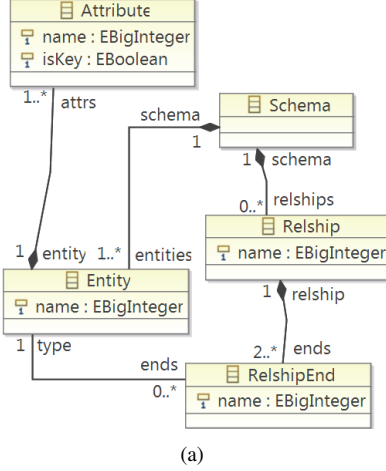 Attribute
name : EBigInteger
isKey : EBoolean
1..*
attrs
schema
1
Schema
1
schema
0..*
relships
Relship
name : EBigInteger
1
entity
1..*
entities
Entity
name : EBigInteger
1
relship
1
type
ends
0..*
2..*
ends
RelshipEnd
name : EBigInteger
(a)